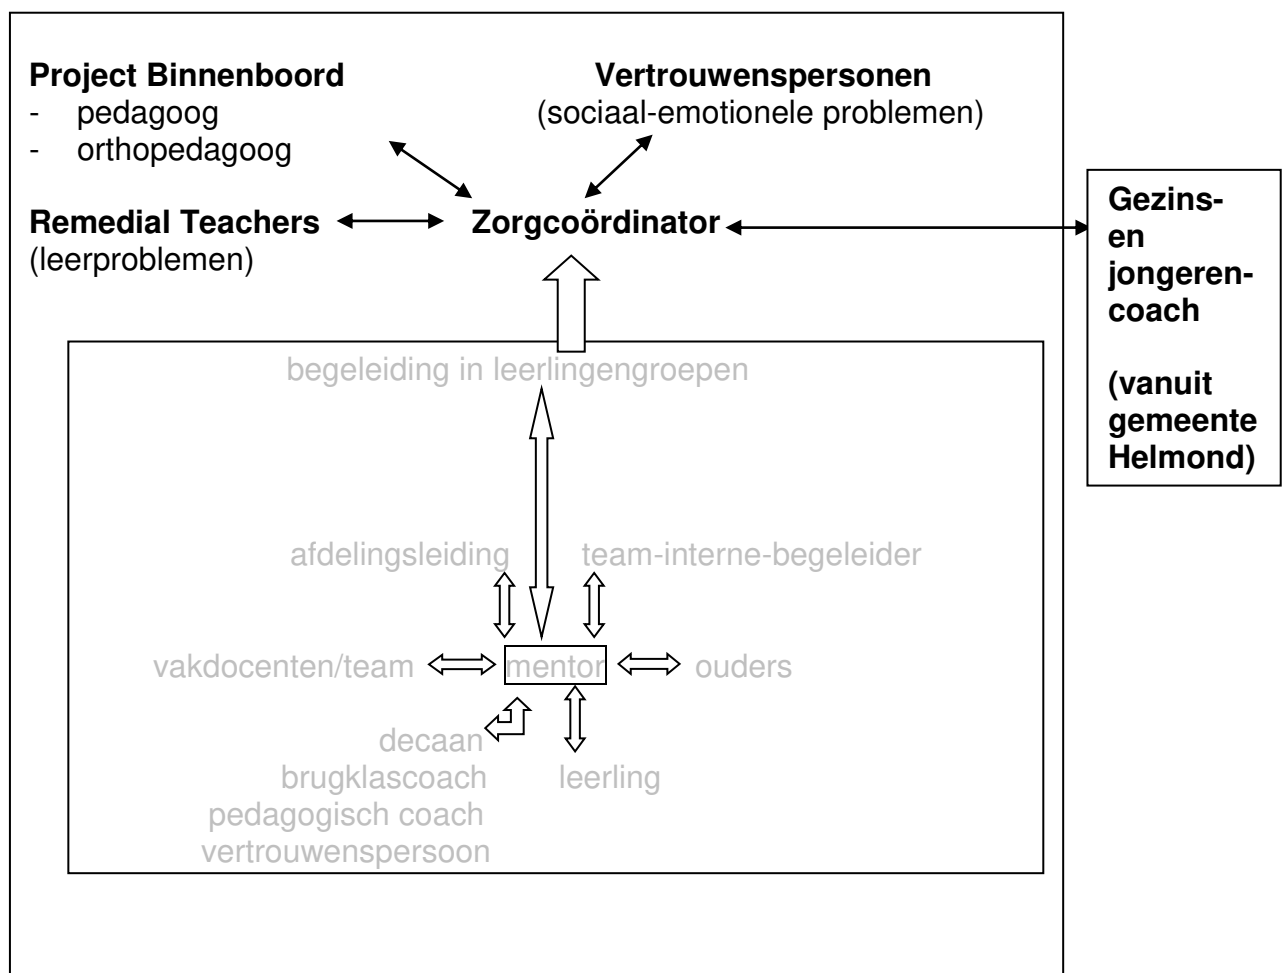 Project Binnenboord
- pedagoog
- orthopedagoog
Vertrouwenspersonen
(sociaal-emotionele problemen)
Remedial Teachers
(leerproblemen)
Zorgcoördinator
Gezins-
en
jongeren-
coach
(vanuit
gemeente
Helmond)
begeleiding in leerlingengroepen
afdelingsleiding
team-interne-begeleider
vakdocenten/team
mentor
ouders
decaan
brugklascoach
pedagogisch coach
vertrouwenspersoon
leerling